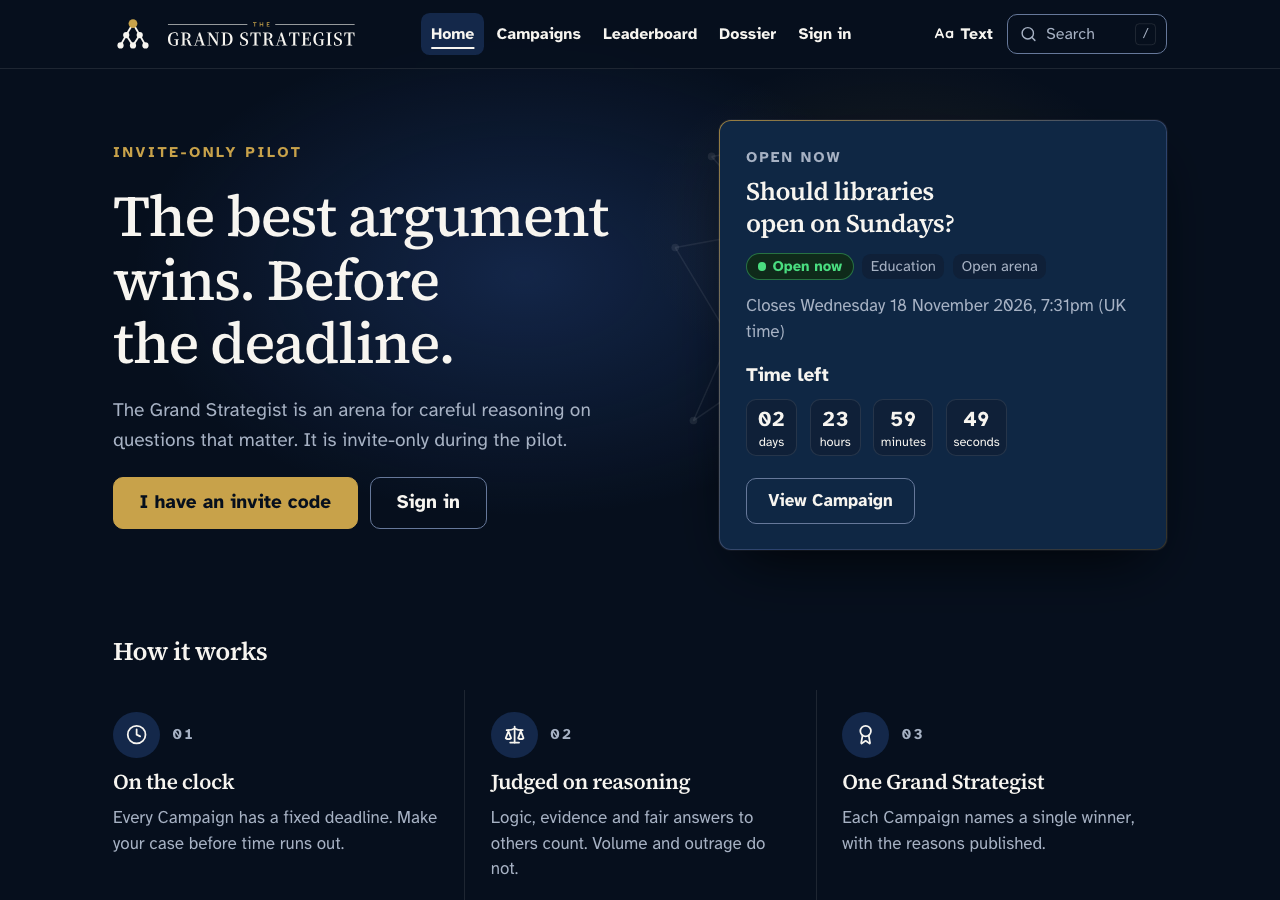 THE
GRAND STRATEGIST
Home
Campaigns
Leaderboard
Dossier
Sign in
Aa Text
Search
/
INVITE-ONLY PILOT
The best argument
wins. Before
the deadline.
The Grand Strategist is an arena for careful reasoning on
questions that matter. It is invite-only during the pilot.
I have an invite code
Sign in
OPEN NOW
Should libraries
open on Sundays?
Open now
Education
Open arena
Closes Wednesday 18 November 2026, 7:31pm (UK
time)
Time left
02
days
23
hours
59
minutes
49
seconds
View Campaign
How it works
01
On the clock
Every Campaign has a fixed deadline. Make
your case before time runs out.
02
Judged on reasoning
Logic, evidence and fair answers to
others count. Volume and outrage do
not.
03
One Grand Strategist
Each Campaign names a single winner,
with the reasons published.